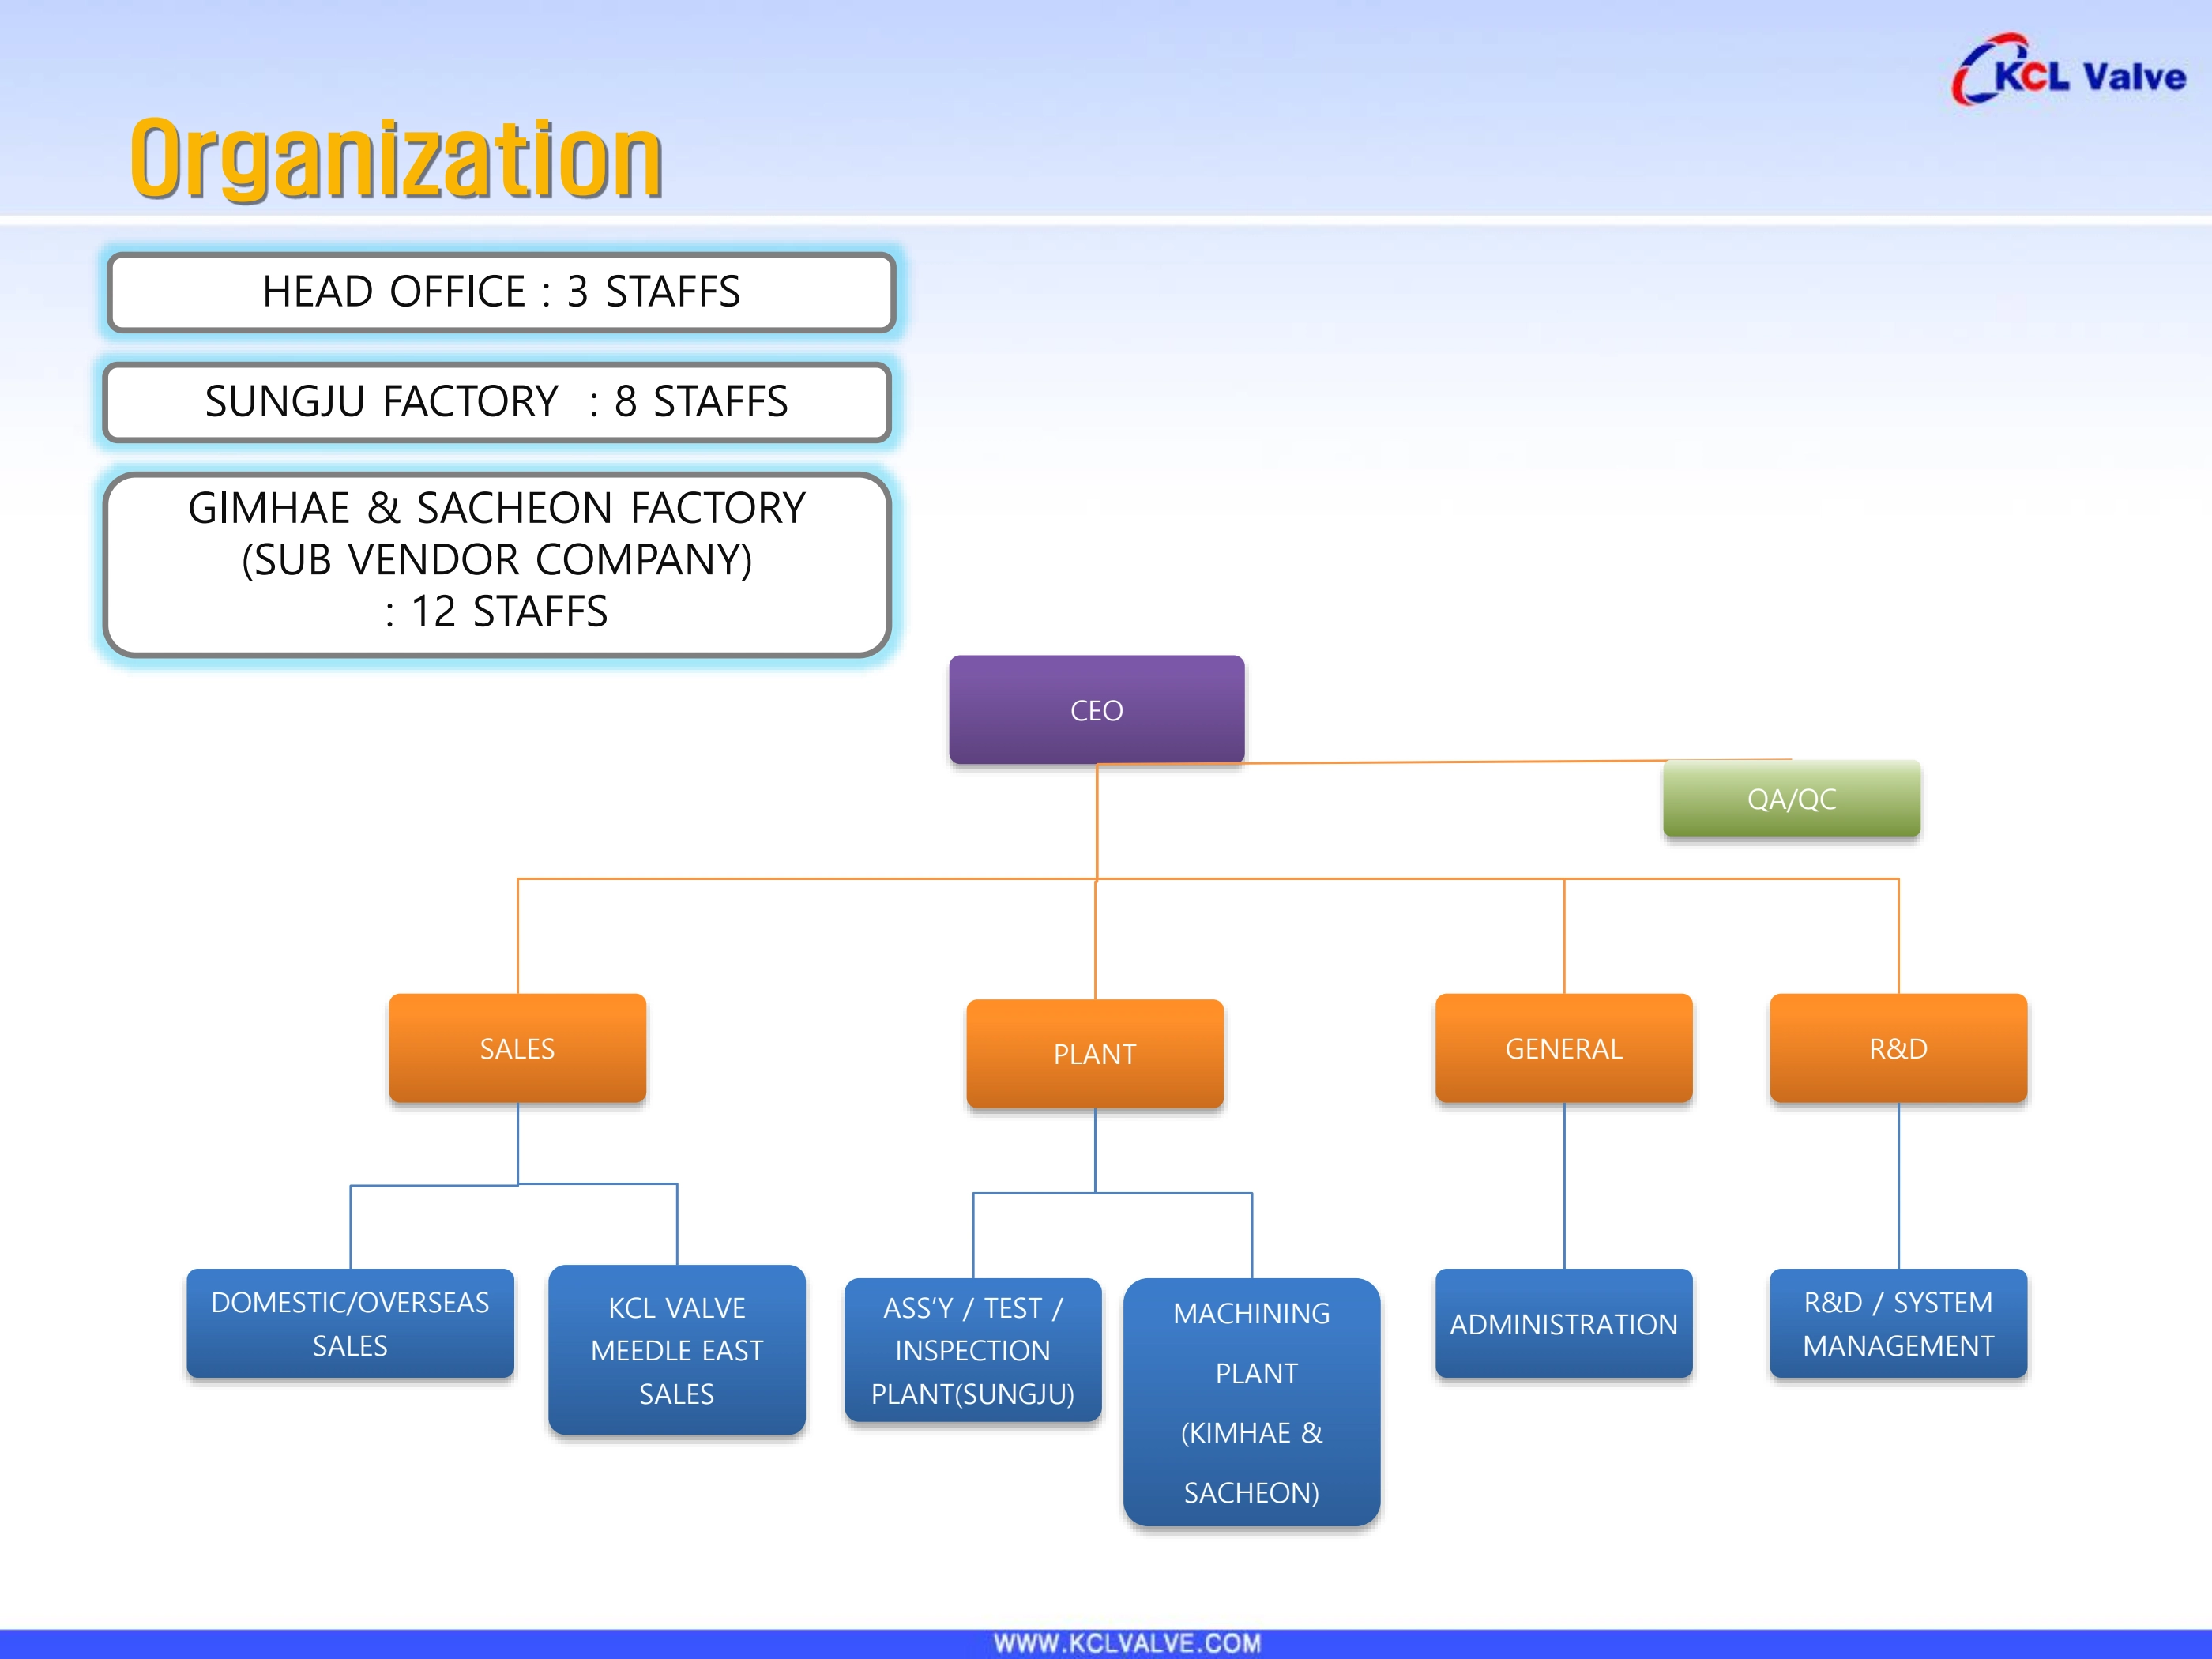 KCL Valve
Organization
HEAD OFFICE : 3 STAFFS
SUNGJU FACTORY : 8 STAFFS
GIMHAE & SACHEON FACTORY
(SUB VENDOR COMPANY)
: 12 STAFFS
CEO
QA/QC
SALES
PLANT
GENERAL
R&D
DOMESTIC/OVERSEAS
SALES
KCL VALVE
MEEDLE EAST
SALES
ASS'Y / TEST /
INSPECTION
PLANT(SUNGJU)
MACHINING
PLANT
(KIMHAE &
SACHEON)
ADMINISTRATION
R&D / SYSTEM
MANAGEMENT
WWW.KCLVALVE.COM